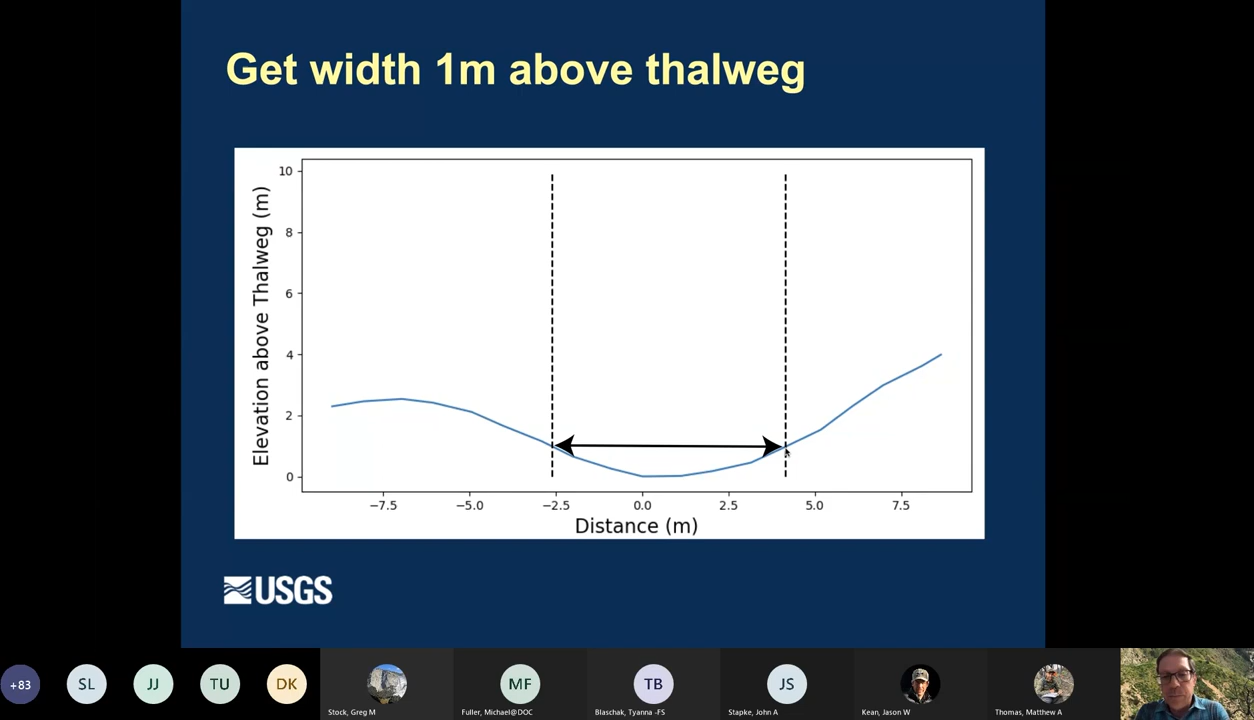 Get width 1m above thalweg
Elevation above Thalweg (m)
10
8
6
4
2
0
−7.5 −5.0 −2.5 0.0 2.5 5.0 7.5
Distance (m)
USGS
+83 SL JJ TU DK MF TB JS
Stock, Greg M Fuller, Michael@DOC Blaschak, Tyanna -FS Stapke, John A Kean, Jason W Thomas, Matthew A